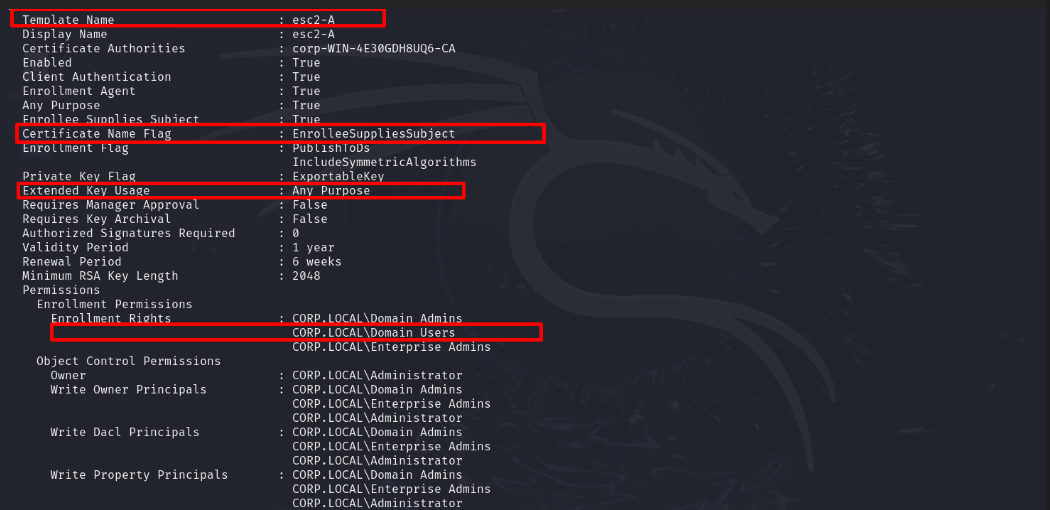 Template Name : esc2-A
Display Name : esc2-A
Certificate Authorities : corp-WIN-4E30GDH8UQ6-CA
Enabled : True
Client Authentication : True
Enrollment Agent : True
Any Purpose : True
Enrollee Supplies Subject : True
Certificate Name Flag : EnrolleeSuppliesSubject
Enrollment Flag : PublishToDs
IncludeSymmetricAlgorithms
Private Key Flag : ExportableKey
Extended Key Usage : Any Purpose
Requires Manager Approval : False
Requires Key Archival : False
Authorized Signatures Required : 0
Validity Period : 1 year
Renewal Period : 6 weeks
Minimum RSA Key Length : 2048
Permissions
Enrollment Permissions
Enrollment Rights : CORP.LOCAL\Domain Admins
CORP.LOCAL\Domain Users
CORP.LOCAL\Enterprise Admins
Object Control Permissions
Owner : CORP.LOCAL\Administrator
Write Owner Principals : CORP.LOCAL\Domain Admins
CORP.LOCAL\Enterprise Admins
CORP.LOCAL\Administrator
Write Dacl Principals : CORP.LOCAL\Domain Admins
CORP.LOCAL\Enterprise Admins
CORP.LOCAL\Administrator
Write Property Principals : CORP.LOCAL\Domain Admins
CORP.LOCAL\Enterprise Admins
CORP.LOCAL\Administrator